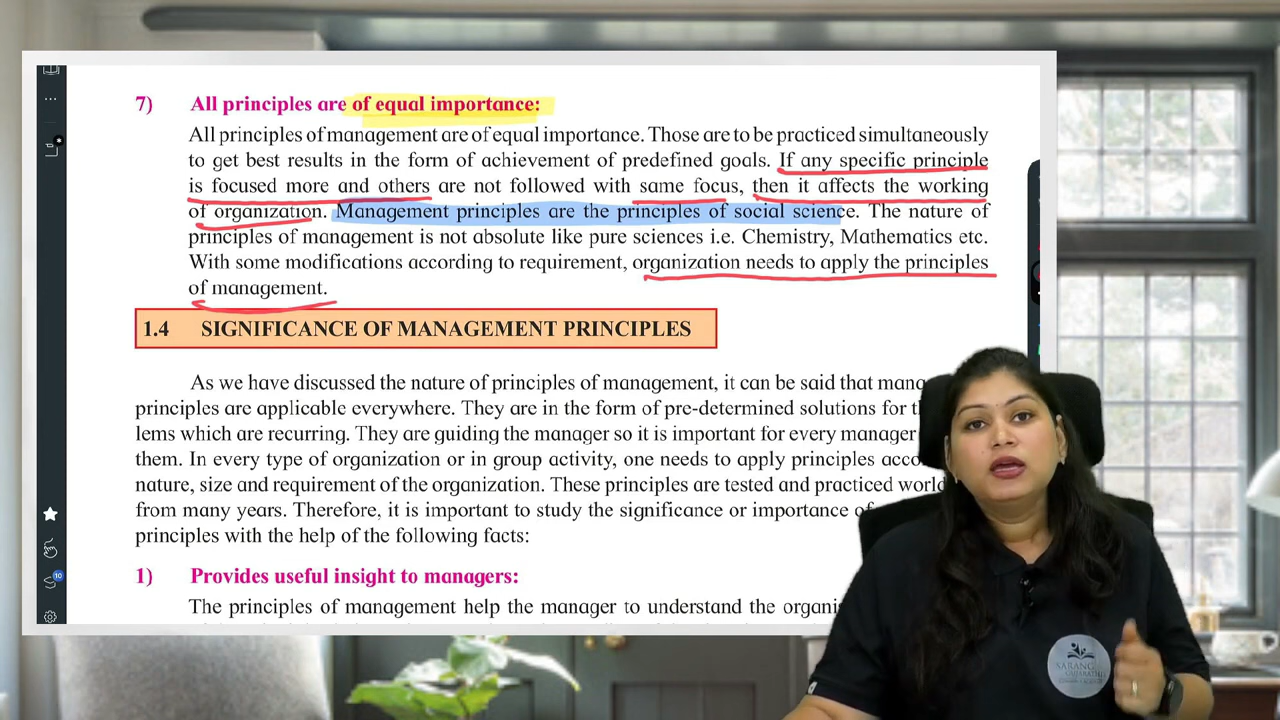 7) All principles are of equal importance:
All principles of management are of equal importance. Those are to be practiced simultaneously
to get best results in the form of achievement of predefined goals. If any specific principle
is focused more and others are not followed with same focus, then it affects the working
of organization. Management principles are the principles of social science. The nature of
principles of management is not absolute like pure sciences i.e. Chemistry, Mathematics etc.
With some modifications according to requirement, organization needs to apply the principles
of management.
1.4 SIGNIFICANCE OF MANAGEMENT PRINCIPLES
As we have discussed the nature of principles of management, it can be said that
principles are applicable everywhere. They are in the form of pre-determined solutions for
lems which are recurring. They are guiding the manager so it is important for every manager
them. In every type of organization or in group activity, one needs to apply principles
nature, size and requirement of the organization. These principles are tested and practiced
from many years. Therefore, it is important to study the significance or importance
principles with the help of the following facts:
1) Provides useful insight to managers:
The principles of management help the manager to understand the
10
SARANG